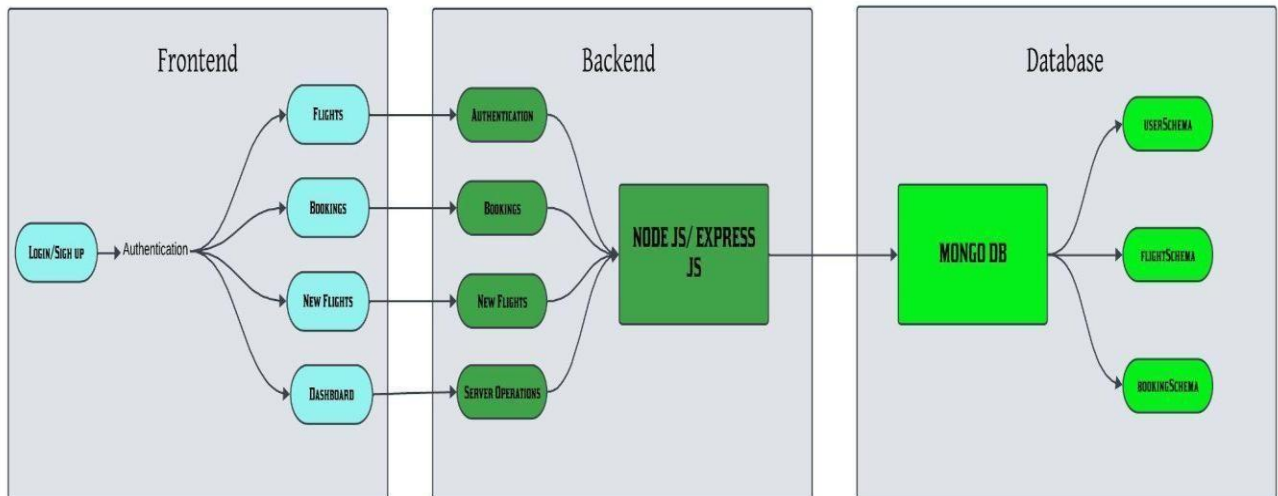 Frontend
Login/Sigh up
Authentication
Flights
Bookings
New Flights
Dashboard
Backend
Authentication
Bookings
New Flights
Server Operations
NODE JS/ EXPRESS
JS
Database
MONGO DB
userSchema
flightSchema
bookingSchema